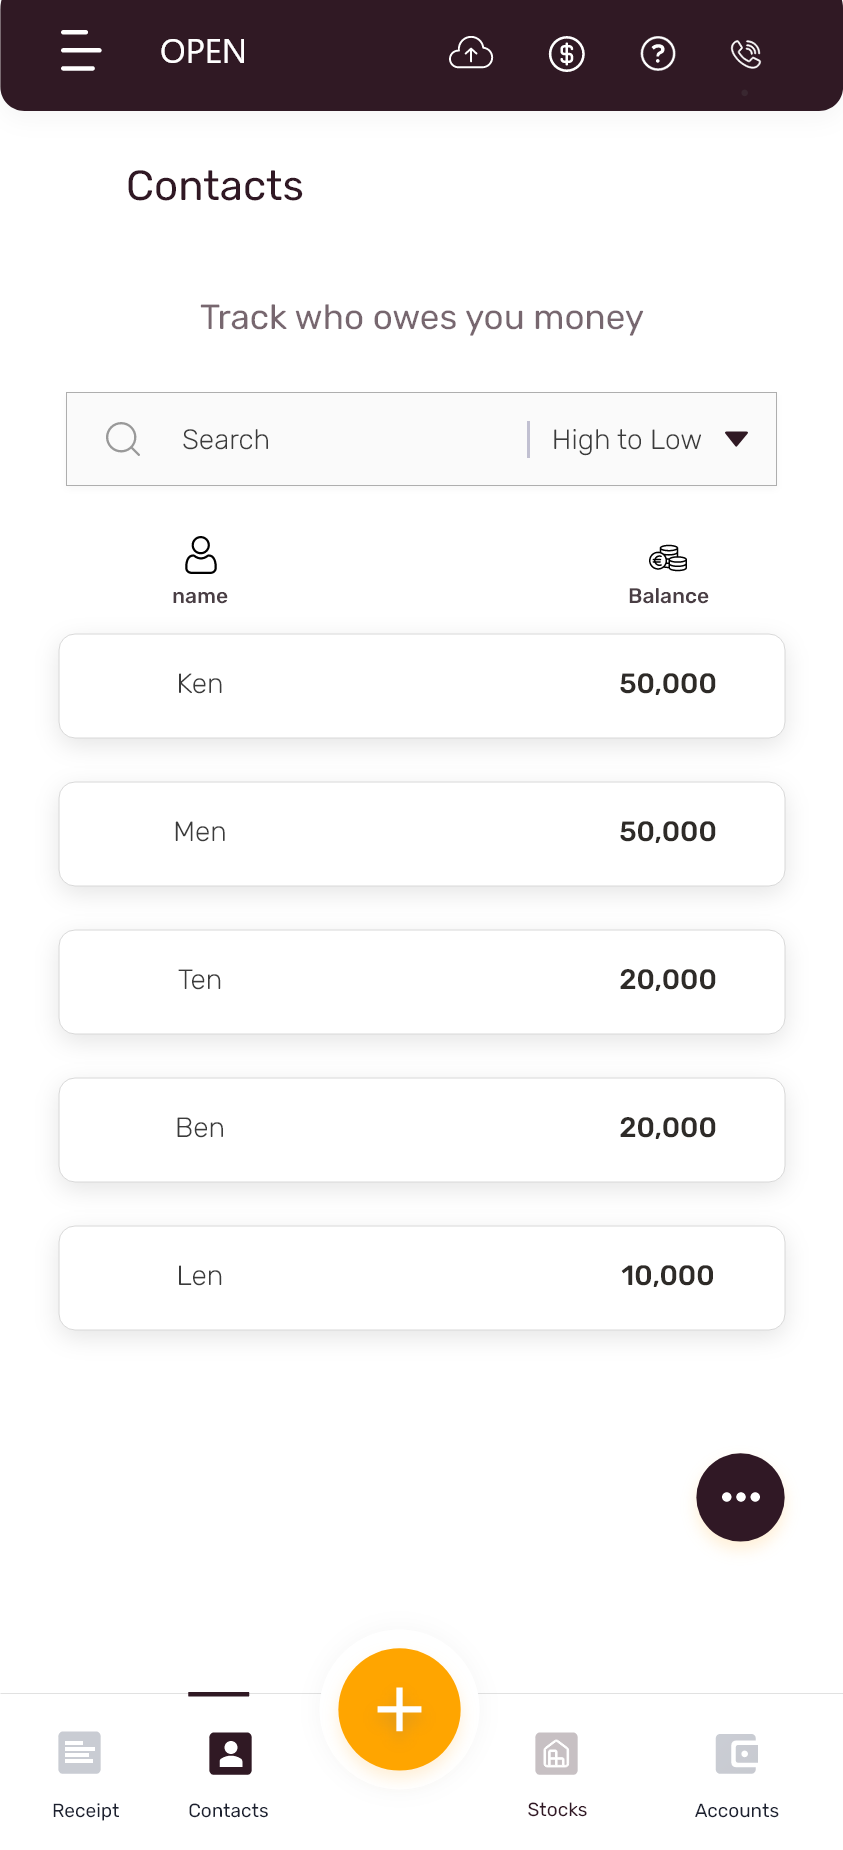 OPEN
Contacts
Track who owes you money
Search High to Low
name Balance
Ken 50,000
Men 50,000
Ten 20,000
Ben 20,000
Len 10,000
Receipt Contacts Stocks Accounts